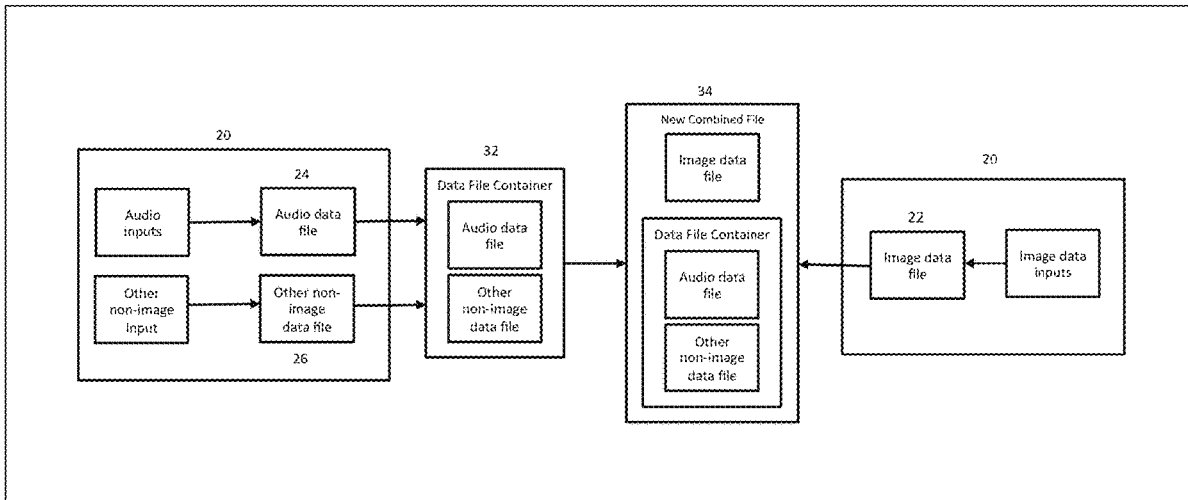 20
24
Audio
inputs
Audio data
file
Other
non-image
input
Other non-
image
data file
26
32
Data File Container
Audio data
file
Other
non-image
data file
34
New Combined File
Image data
file
Data File Container
Audio data
file
Other
non-image
data file
20
22
Image data
file
Image data
inputs